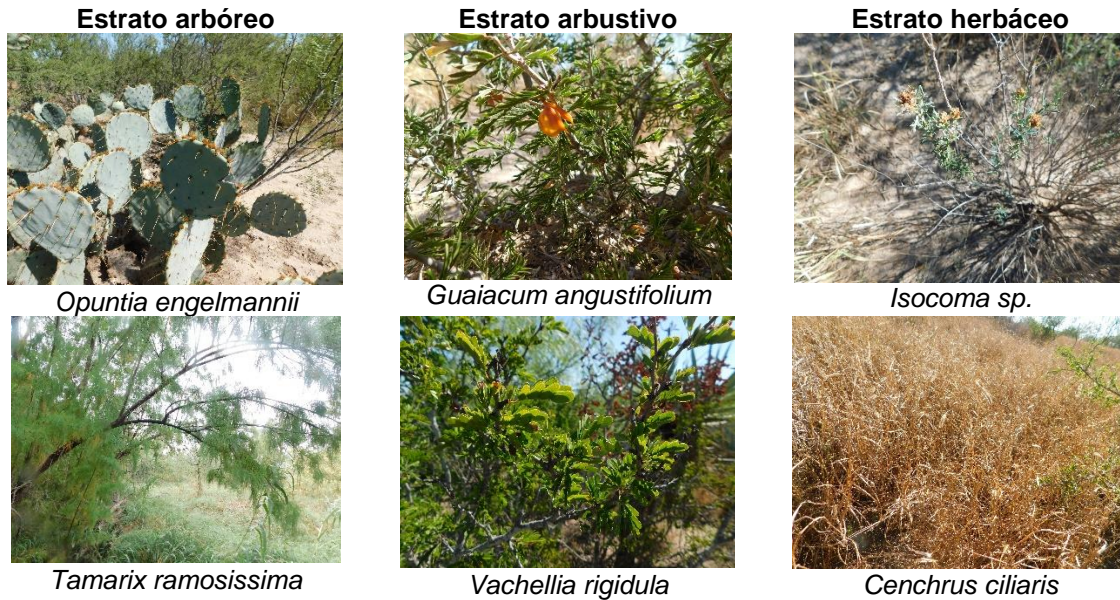 Estrato arbóreo
Estrato arbustivo
Estrato herbáceo
Opuntia engelmannii
Guaiacum angustifolium
Isocoma sp.
Tamarix ramosissima
Vachellia rigidula
Cenchrus ciliaris